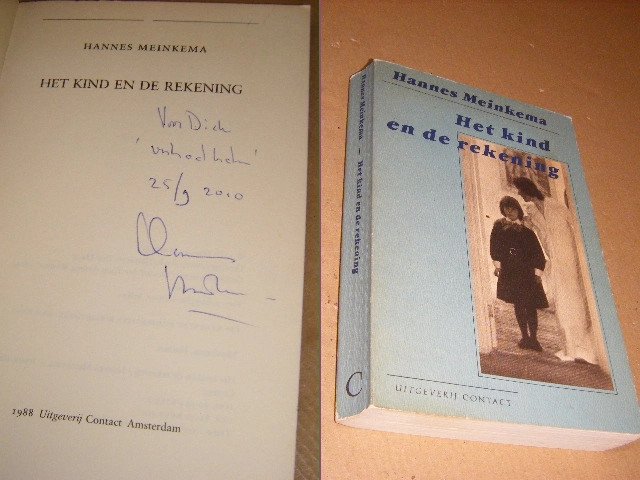 HANNES MEINKEMA
HET KIND EN DE REKENING
Voor Dick
25/9 2010
Hannes
1988 Uitgeverij Contact Amsterdam
Hannes Meinkema – Het kind en de rekening
C
Hannes Meinkema
Het kind
en de rekening
UITGEVERIJ CONTACT